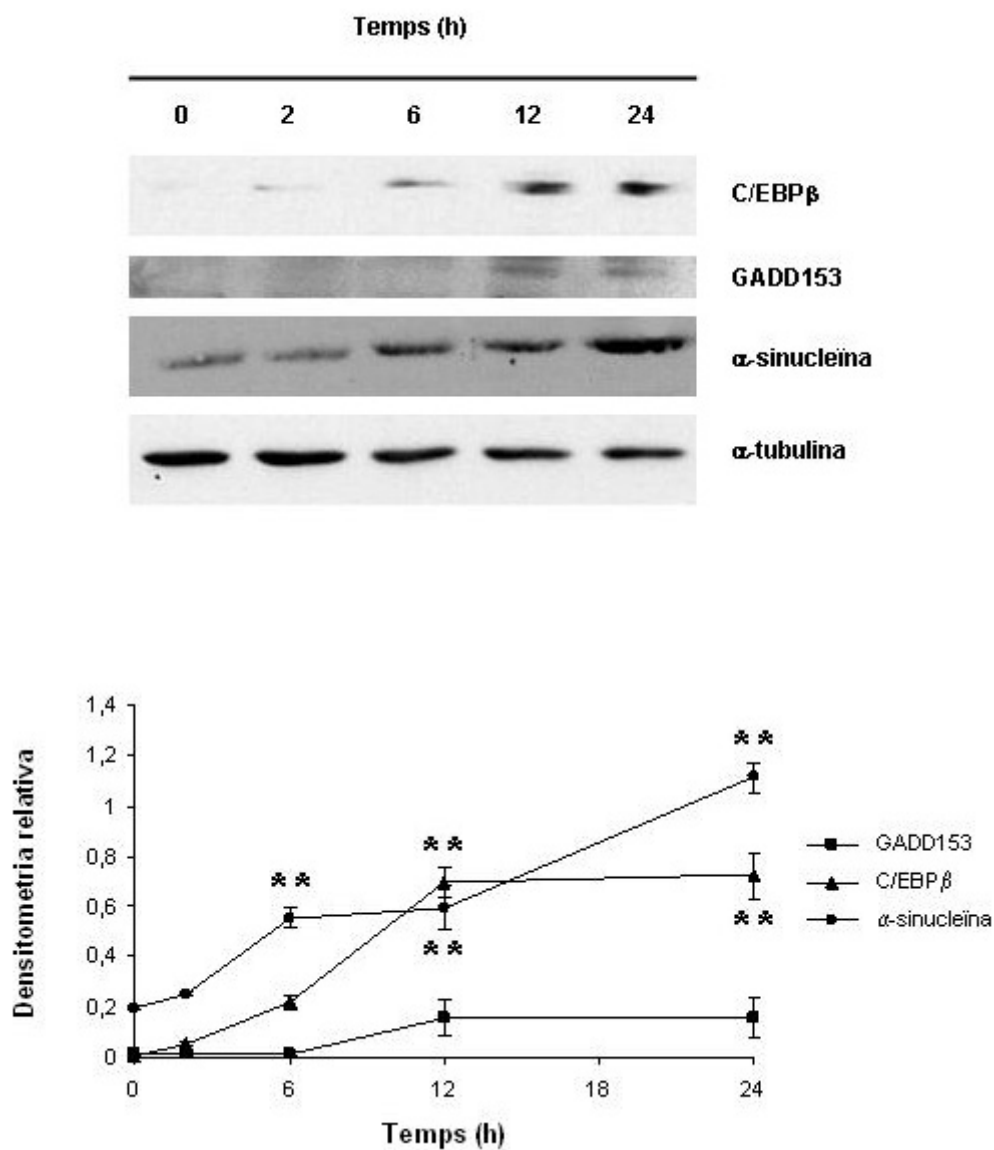 Temps (h)
0 2 6 12 24
C/EBPβ
GADD153
α-sinucleïna
α-tubulina
1,4
1,2
1
0,8
0,6
0,4
0,2
0
Densitometria relativa
** ** ** ** **
GADD153
C/EBPβ
α-sinucleïna
0 6 12 18 24
Temps (h)